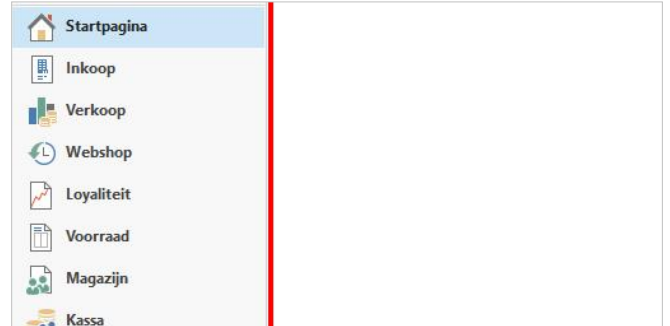 Startpagina
Inkoop
Verkoop
Webshop
Loyaliteit
Voorraad
Magazijn
Kassa